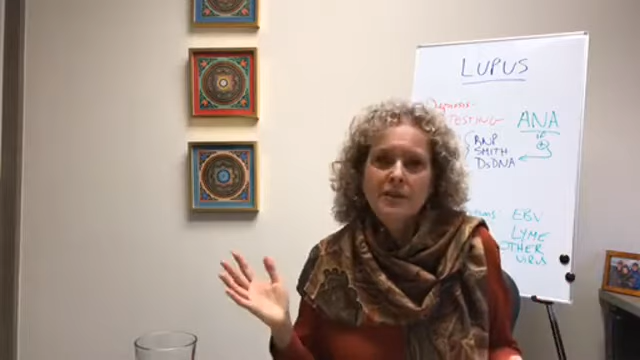 LUPUS
TESTING
ANA
RNP
SMITH
DsDNA
EBV
LYME
OTHER
VIRUS